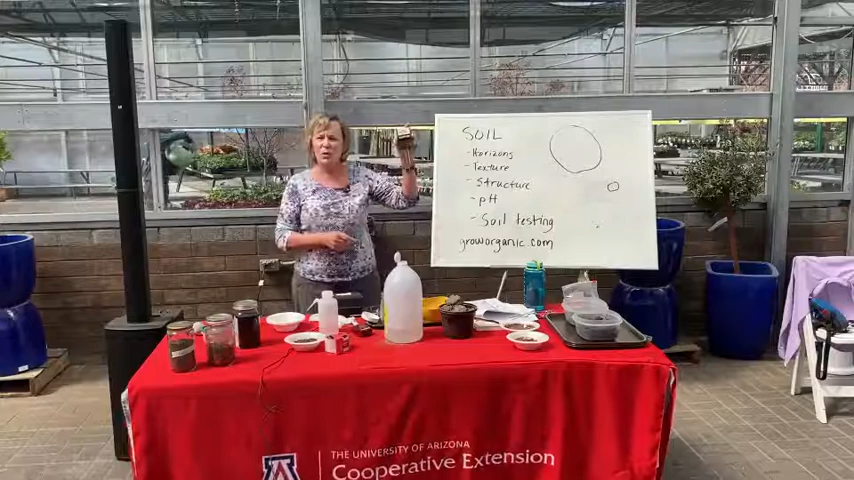 SOIL
- Horizons
- Texture
- Structure
- pH
- Soil testing
groworganic.com
A
THE UNIVERSITY OF ARIZONA
Cooperative Extension